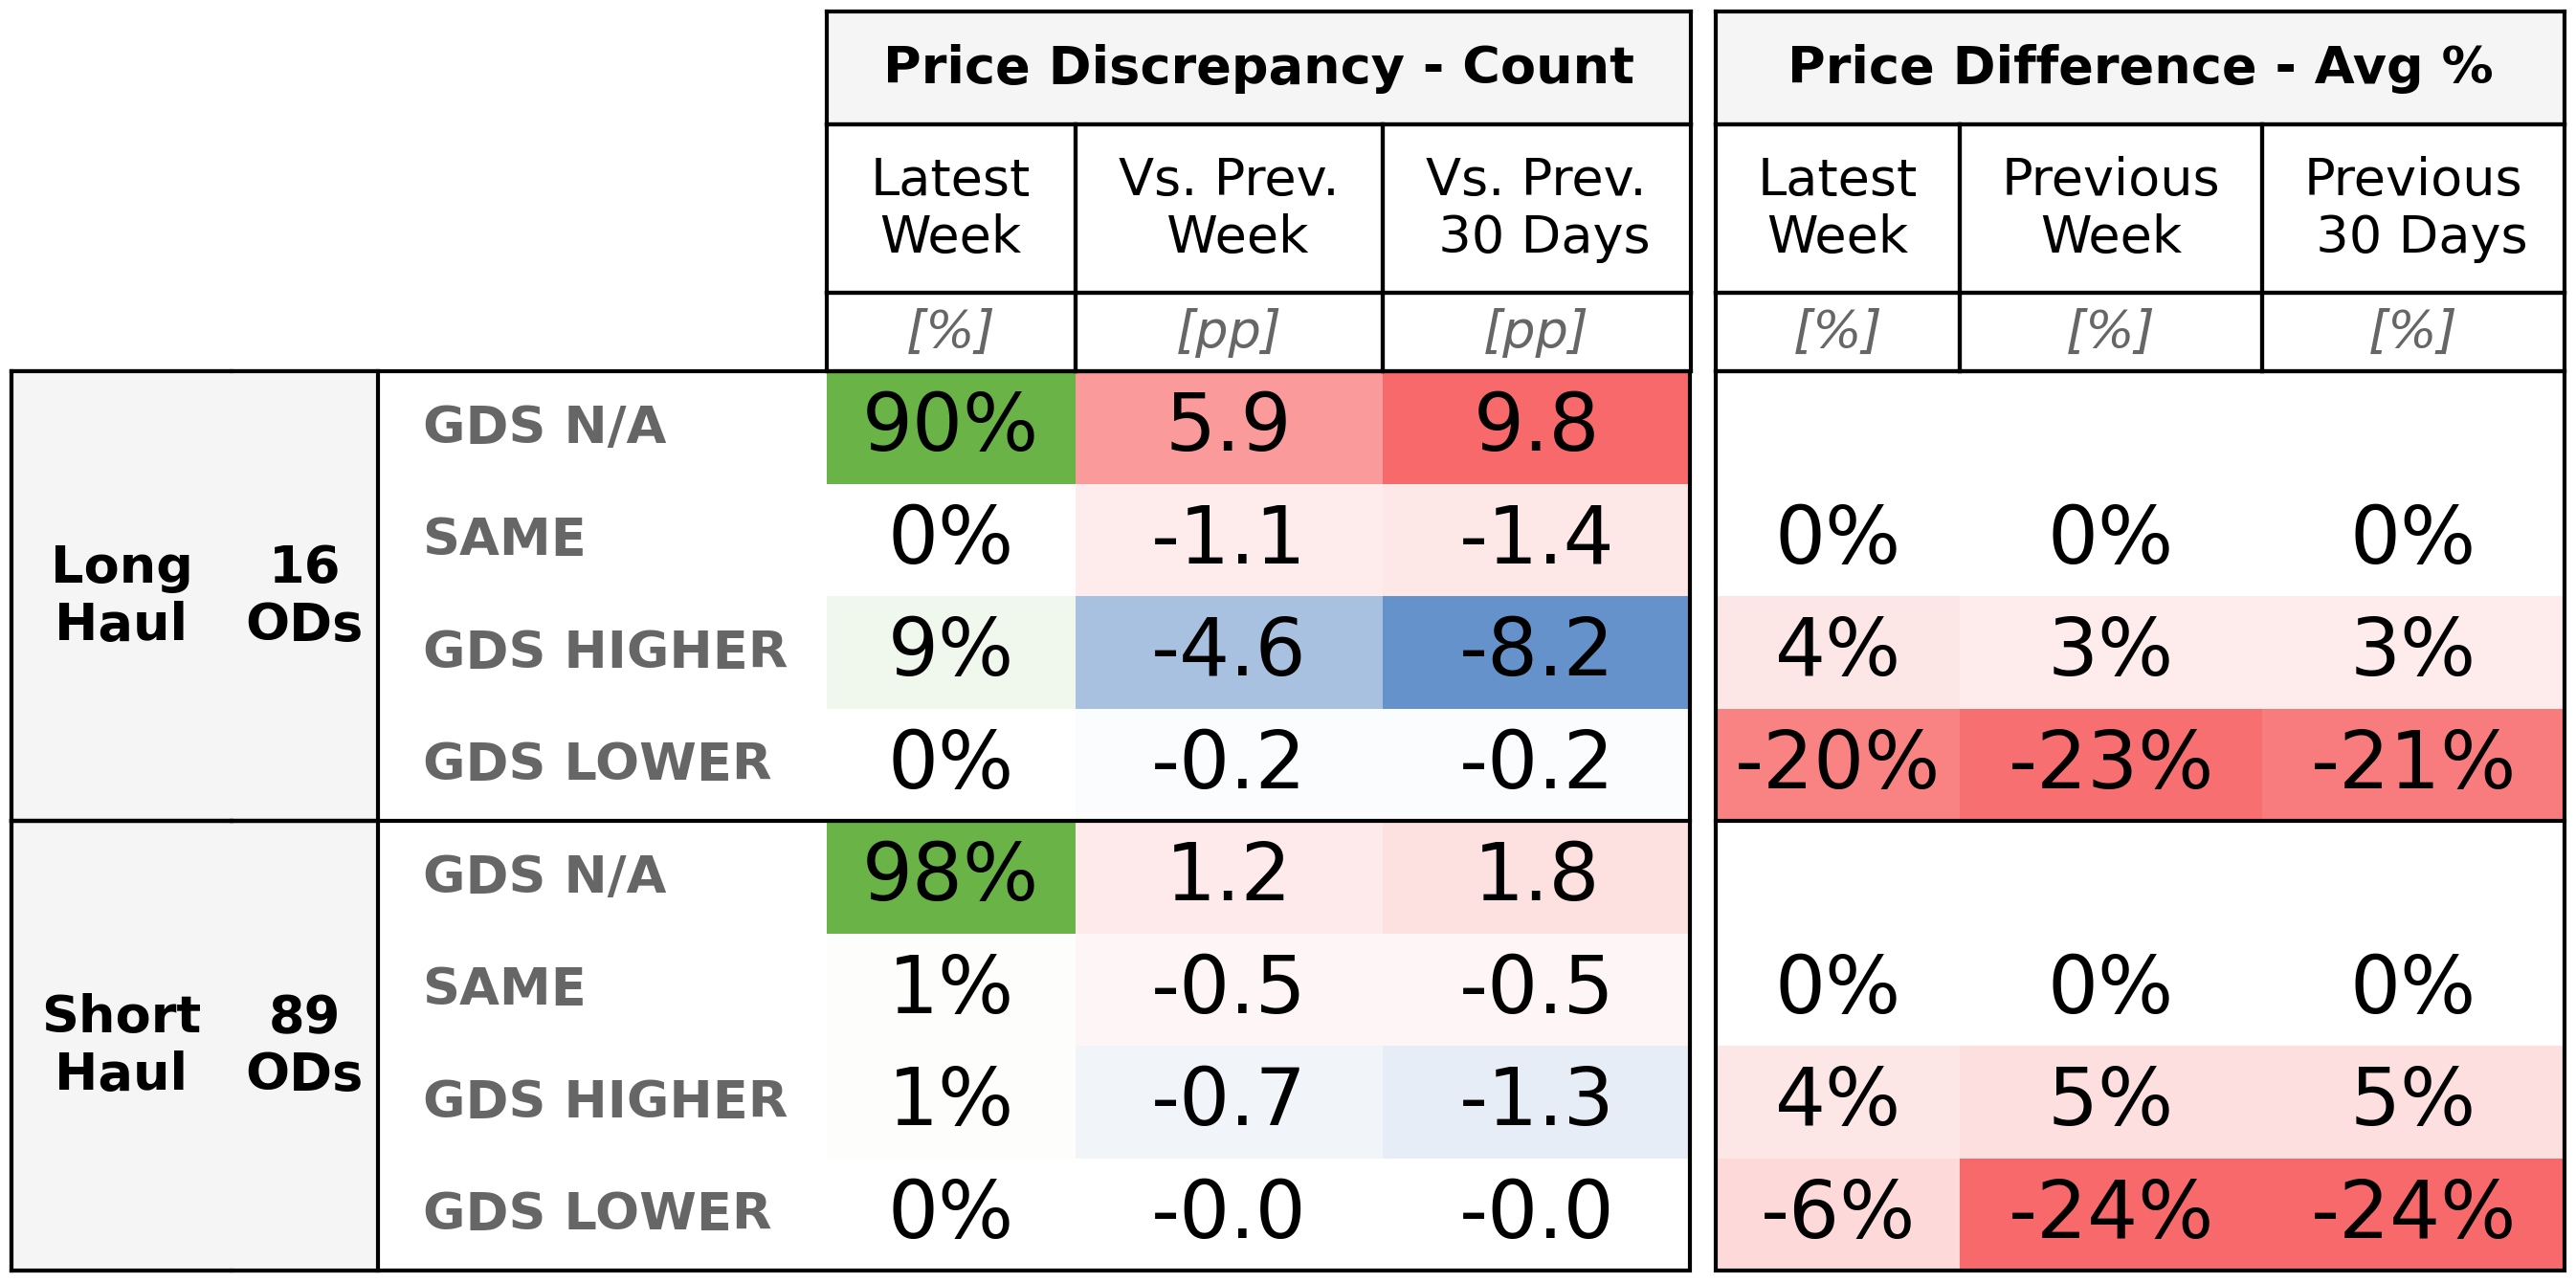 Price Discrepancy - Count Price Difference - Avg %
Latest Week Vs. Prev. Week Vs. Prev. 30 Days Latest Week Previous Week Previous 30 Days
[%] [pp] [pp] [%] [%] [%]
Long Haul 16 ODs
GDS N/A 90% 5.9 9.8
SAME 0% -1.1 -1.4 0% 0% 0%
GDS HIGHER 9% -4.6 -8.2 4% 3% 3%
GDS LOWER 0% -0.2 -0.2 -20% -23% -21%
Short Haul 89 ODs
GDS N/A 98% 1.2 1.8
SAME 1% -0.5 -0.5 0% 0% 0%
GDS HIGHER 1% -0.7 -1.3 4% 5% 5%
GDS LOWER 0% -0.0 -0.0 -6% -24% -24%